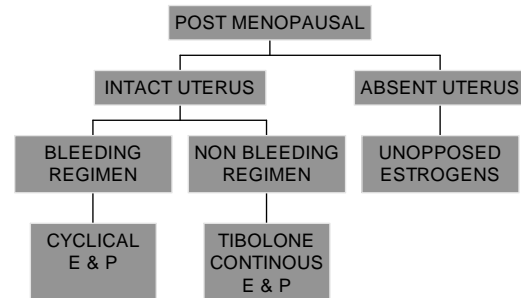 POST MENOPAUSAL
INTACT UTERUS
ABSENT UTERUS
BLEEDING
REGIMEN
NON BLEEDING
REGIMEN
UNOPPOSED
ESTROGENS
CYCLICAL
E & P
TIBOLONE
CONTINOUS
E & P